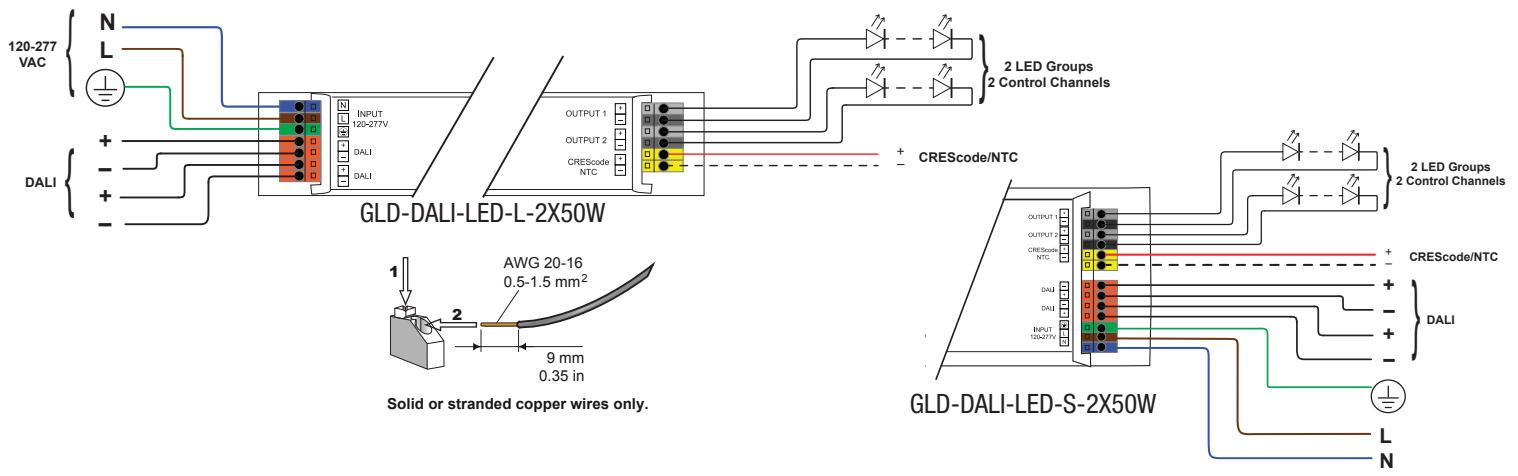 120-277
VAC
N
L
DALI
+
–
+
–
N
L
INPUT
120-277V
+
–
DALI
+
–
DALI
OUTPUT 1
+
–
OUTPUT 2
+
–
CREScode
NTC
+
–
2 LED Groups
2 Control Channels
+
–
CREScode/NTC
GLD-DALI-LED-L-2X50W
1
2
AWG 20-16
0.5-1.5 mm²
9 mm
0.35 in
Solid or stranded copper wires only.
OUTPUT 1
+
–
OUTPUT 2
+
–
CREScode
NTC
+
–
DALI
–
+
DALI
–
+
INPUT
120-277V
L
N
2 LED Groups
2 Control Channels
+
–
CREScode/NTC
+
–
+
–
DALI
L
N
GLD-DALI-LED-S-2X50W